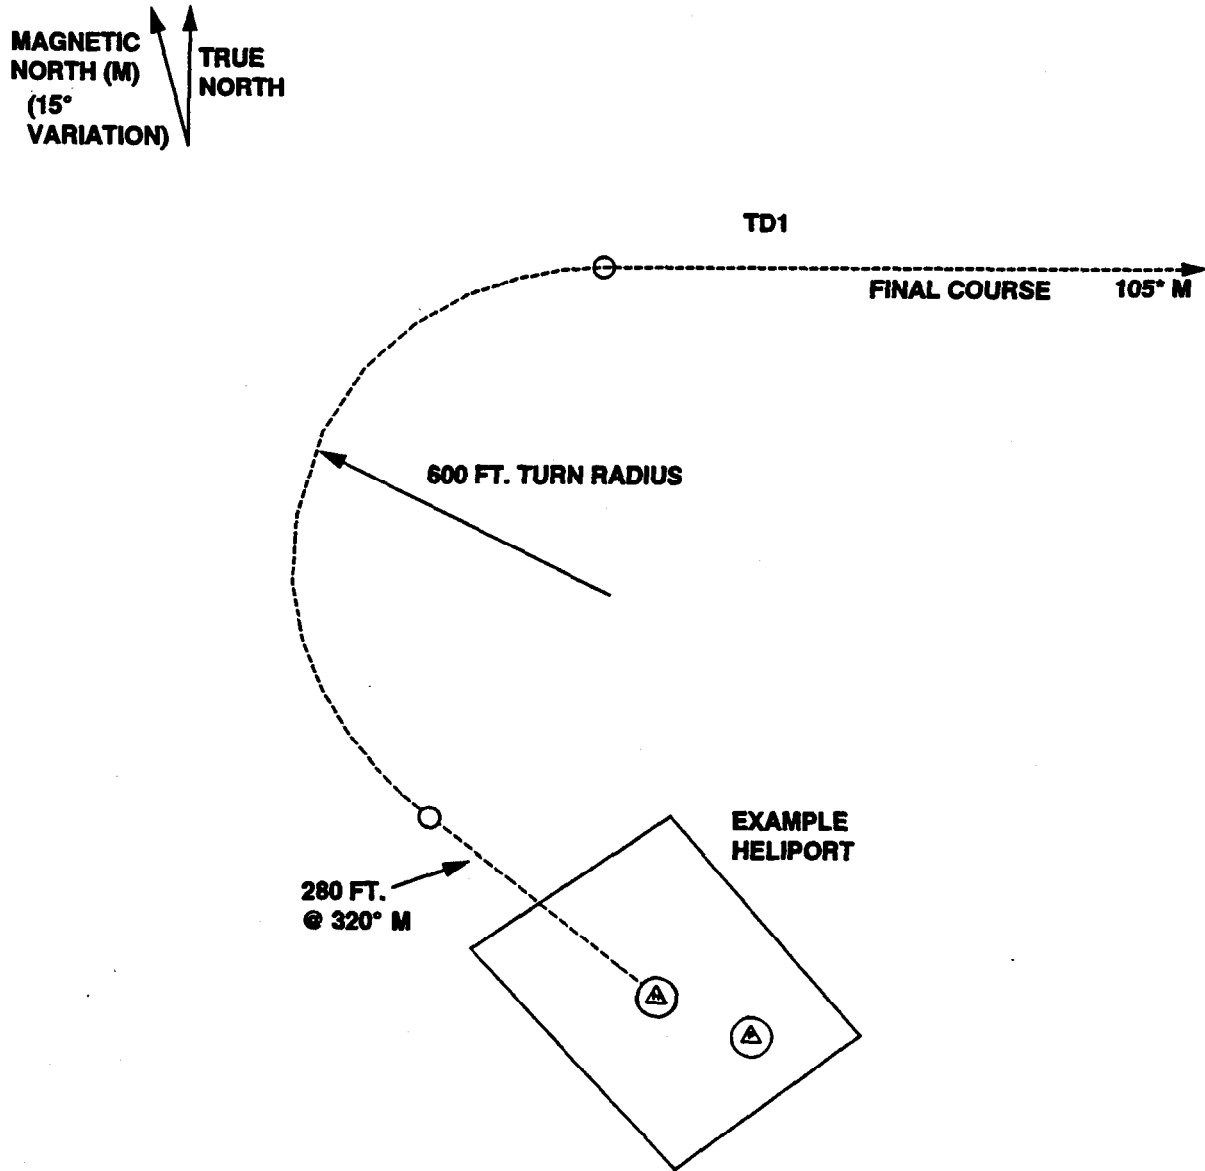 MAGNETIC
NORTH (M)
(15°
VARIATION)
TRUE
NORTH
TD1
FINAL COURSE 105° M
600 FT. TURN RADIUS
EXAMPLE
HELIPORT
280 FT.
@ 320° M
H